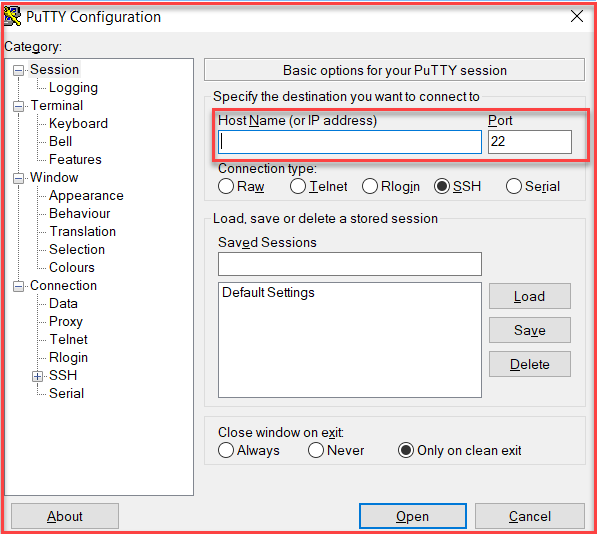 PuTTY Configuration
Category:
Session
Logging
Terminal
Keyboard
Bell
Features
Window
Appearance
Behaviour
Translation
Selection
Colours
Connection
Data
Proxy
Telnet
Rlogin
SSH
Serial
Basic options for your PuTTY session
Specify the destination you want to connect to
Host Name (or IP address) Port
22
Connection type:
Raw Telnet Rlogin SSH Serial
Load, save or delete a stored session
Saved Sessions
Default Settings
Load
Save
Delete
Close window on exit:
Always Never Only on clean exit
About Open Cancel